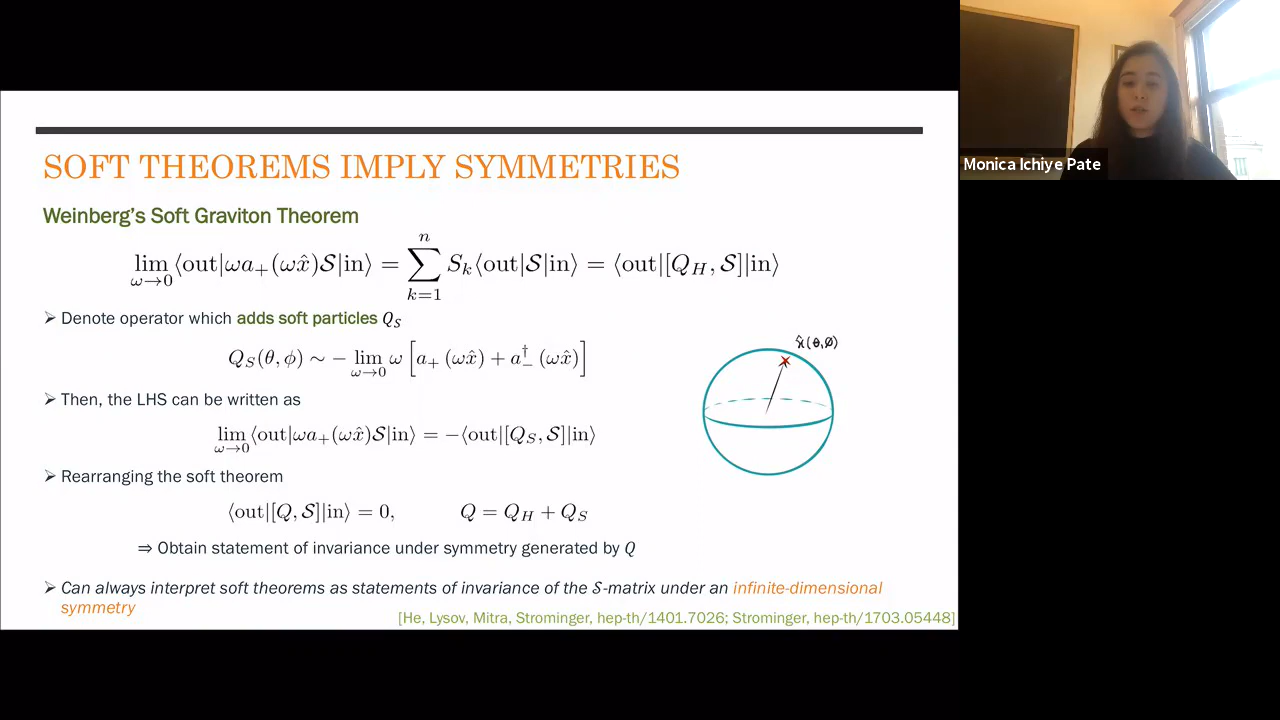 SOFT THEOREMS IMPLY SYMMETRIES
Weinberg's Soft Graviton Theorem
lim_{ω→0}⟨out|ωa₊(ωx̂)𝒮|in⟩ = ∑_{k=1}^{n} S_k⟨out|𝒮|in⟩ = ⟨out|[Q_H, 𝒮]|in⟩
➢ Denote operator which adds soft particles Q_S
Q_S(θ, ϕ) ∼ − lim_{ω→0} ω [a₊ (ωx̂) + a₋^† (ωx̂)]
x̂(θ,ϕ)
➢ Then, the LHS can be written as
lim_{ω→0}⟨out|ωa₊(ωx̂)𝒮|in⟩ = −⟨out|[Q_S, 𝒮]|in⟩
➢ Rearranging the soft theorem
⟨out|[Q, 𝒮]|in⟩ = 0, Q = Q_H + Q_S
⇒ Obtain statement of invariance under symmetry generated by Q
➢ Can always interpret soft theorems as statements of invariance of the 𝒮-matrix under an infinite-dimensional
symmetry
[He, Lysov, Mitra, Strominger, hep-th/1401.7026; Strominger, hep-th/1703.05448]
Monica Ichiye Pate